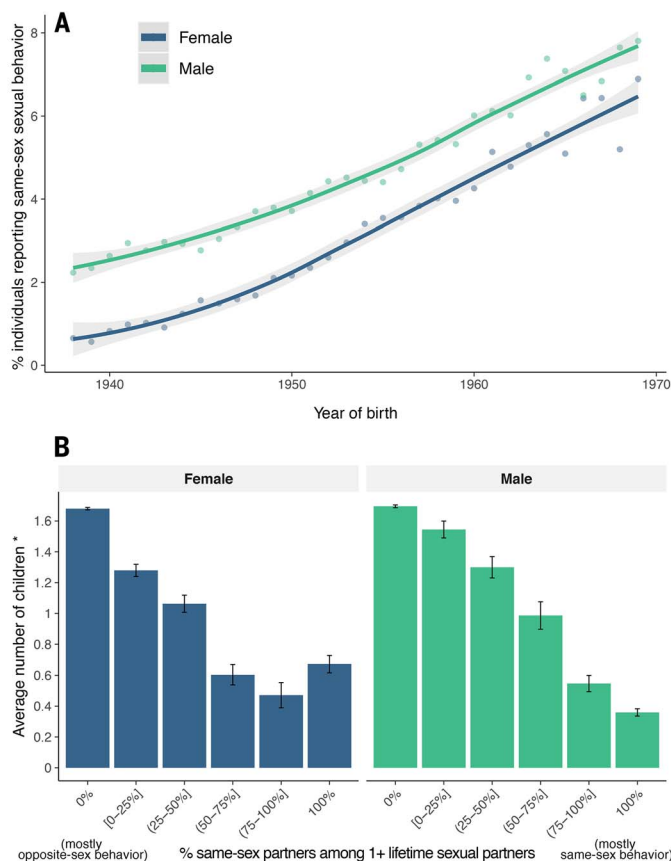 A
Female
Male
% individuals reporting same-sex sexual behavior
8
6
4
2
0
1940 1950 1960 1970
Year of birth
B
Female Male
Average number of children *
1.6
1.4
1.2
1
0.8
0.6
0.4
0.2
0
0% [0–25%] (25–50%] (50–75%] (75–100%] 100% 0% [0–25%] (25–50%] (50–75%] (75–100%] 100%
(mostly
opposite-sex behavior)
% same-sex partners among 1+ lifetime sexual partners
(mostly
same-sex behavior)